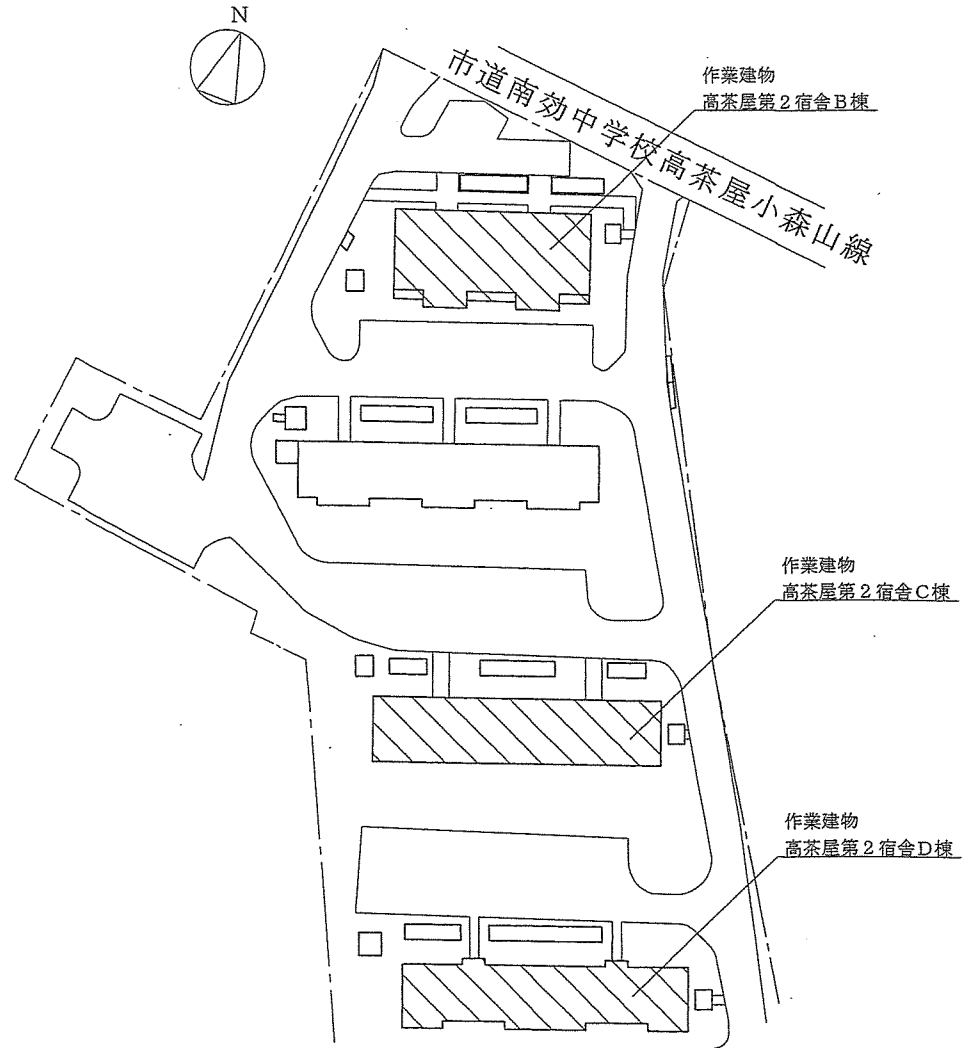 N
市道南効中学校高茶屋小森山線
作業建物
高茶屋第2宿舎B棟
作業建物
高茶屋第2宿舎C棟
作業建物
高茶屋第2宿舎D棟